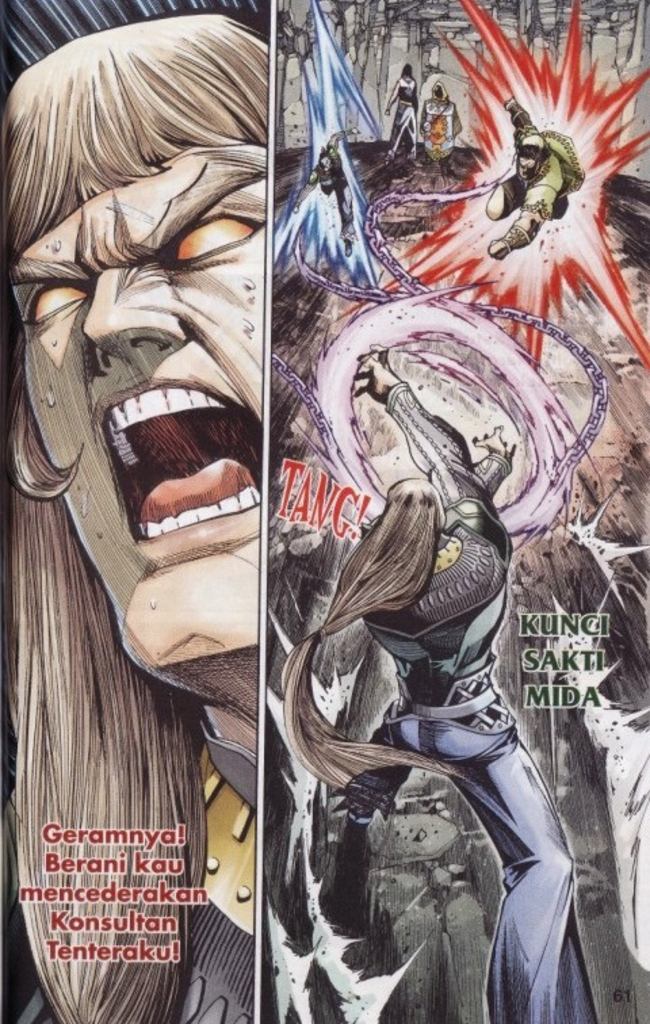 Geramnya!
Berani kau
mencederakan
Konsultan
Tenteraku!
TANG!
KUNCI
SAKTI
MIDA
61